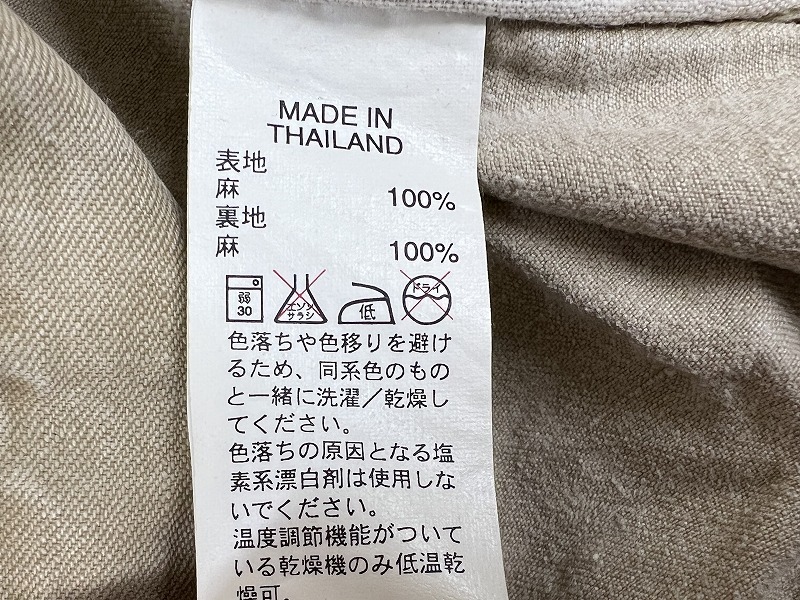 MADE IN
THAILAND
表地
麻 100%
裏地
麻 100%
弱 30 エンソ サラシ 低 ドライ
色落ちや色移りを避け
るため、同系色のもの
と一緒に洗濯／乾燥し
てください。
色落ちの原因となる塩
素系漂白剤は使用しな
いでください。
温度調節機能がついて
いる乾燥機のみ低温乾
燥可。